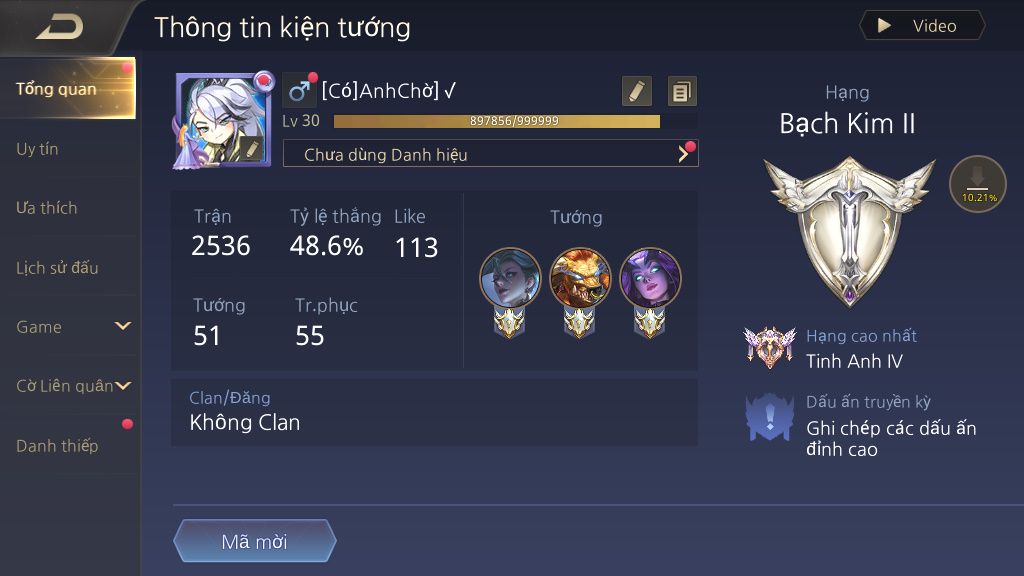 Thông tin kiện tướng
Video
Tổng quan
Uy tín
Ưa thích
Lịch sử đấu
Game
Cờ Liên quân
Danh thiếp
[Có]AnhChờ] √
Lv 30
897856/999999
Chưa dùng Danh hiệu
Trận
Tỷ lệ thắng
Like
2536
48.6%
113
Tướng
Tr.phục
51
55
Tướng
Clan/Đăng
Không Clan
Hạng
Bạch Kim II
10.21%
Hạng cao nhất
Tinh Anh IV
Dấu ấn truyền kỳ
Ghi chép các dấu ấn
đỉnh cao
Mã mời